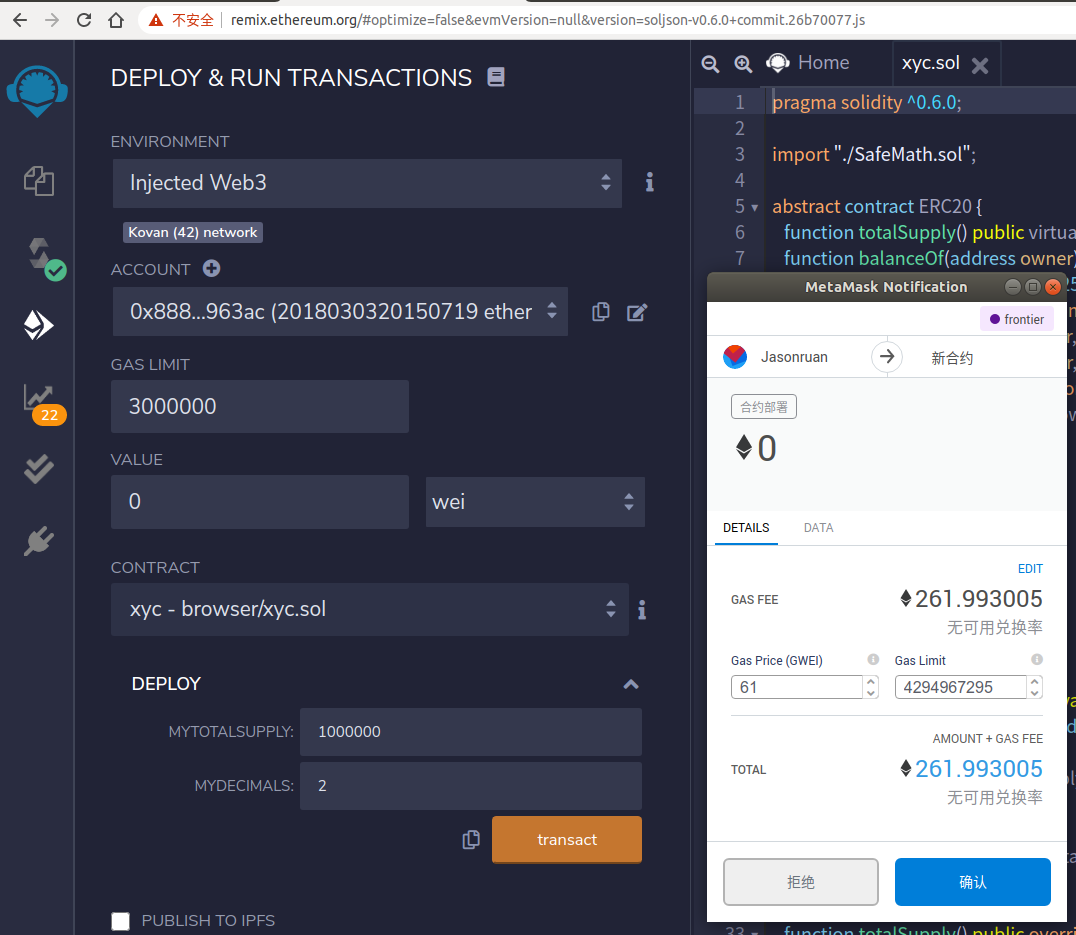 不安全 remix.ethereum.org/#optimize=false&evmVersion=null&version=soljson-v0.6.0+commit.26b70077.js
DEPLOY & RUN TRANSACTIONS
ENVIRONMENT
Injected Web3
Kovan (42) network
ACCOUNT
0x888...963ac (2018030320150719 ether
GAS LIMIT
3000000
VALUE
0
wei
CONTRACT
xyc - browser/xyc.sol
DEPLOY
MYTOTALSUPPLY: 1000000
MYDECIMALS: 2
transact
PUBLISH TO IPFS
22
Home
xyc.sol
1 pragma solidity ^0.6.0;
2
3 import "./SafeMath.sol";
4
5 abstract contract ERC20 {
6 function totalSupply() public virtua
7 function balanceOf(address owner)
MetaMask Notification
frontier
Jasonruan
新合约
合约部署
0
DETAILS
DATA
EDIT
GAS FEE
261.993005
无可用兑换率
Gas Price (GWEI)
Gas Limit
61
4294967295
AMOUNT + GAS FEE
TOTAL
261.993005
无可用兑换率
拒绝
确认
33 function totalSupply() public overri